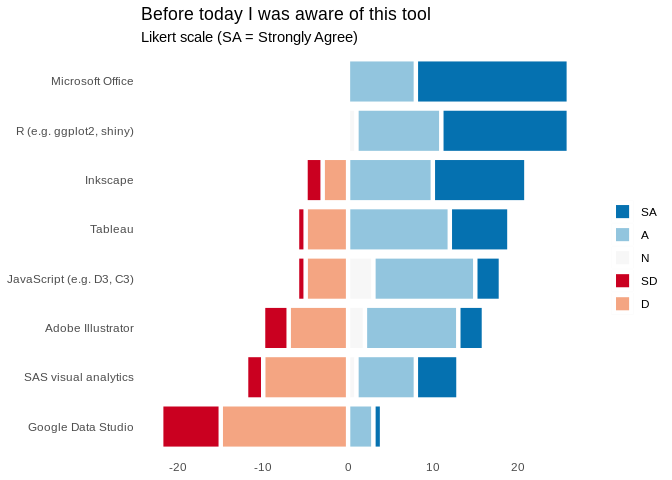 Before today I was aware of this tool
Likert scale (SA = Strongly Agree)
Microsoft Office
R (e.g. ggplot2, shiny)
Inkscape
Tableau
JavaScript (e.g. D3, C3)
Adobe Illustrator
SAS visual analytics
Google Data Studio
-20 -10 0 10 20
SA
A
N
SD
D